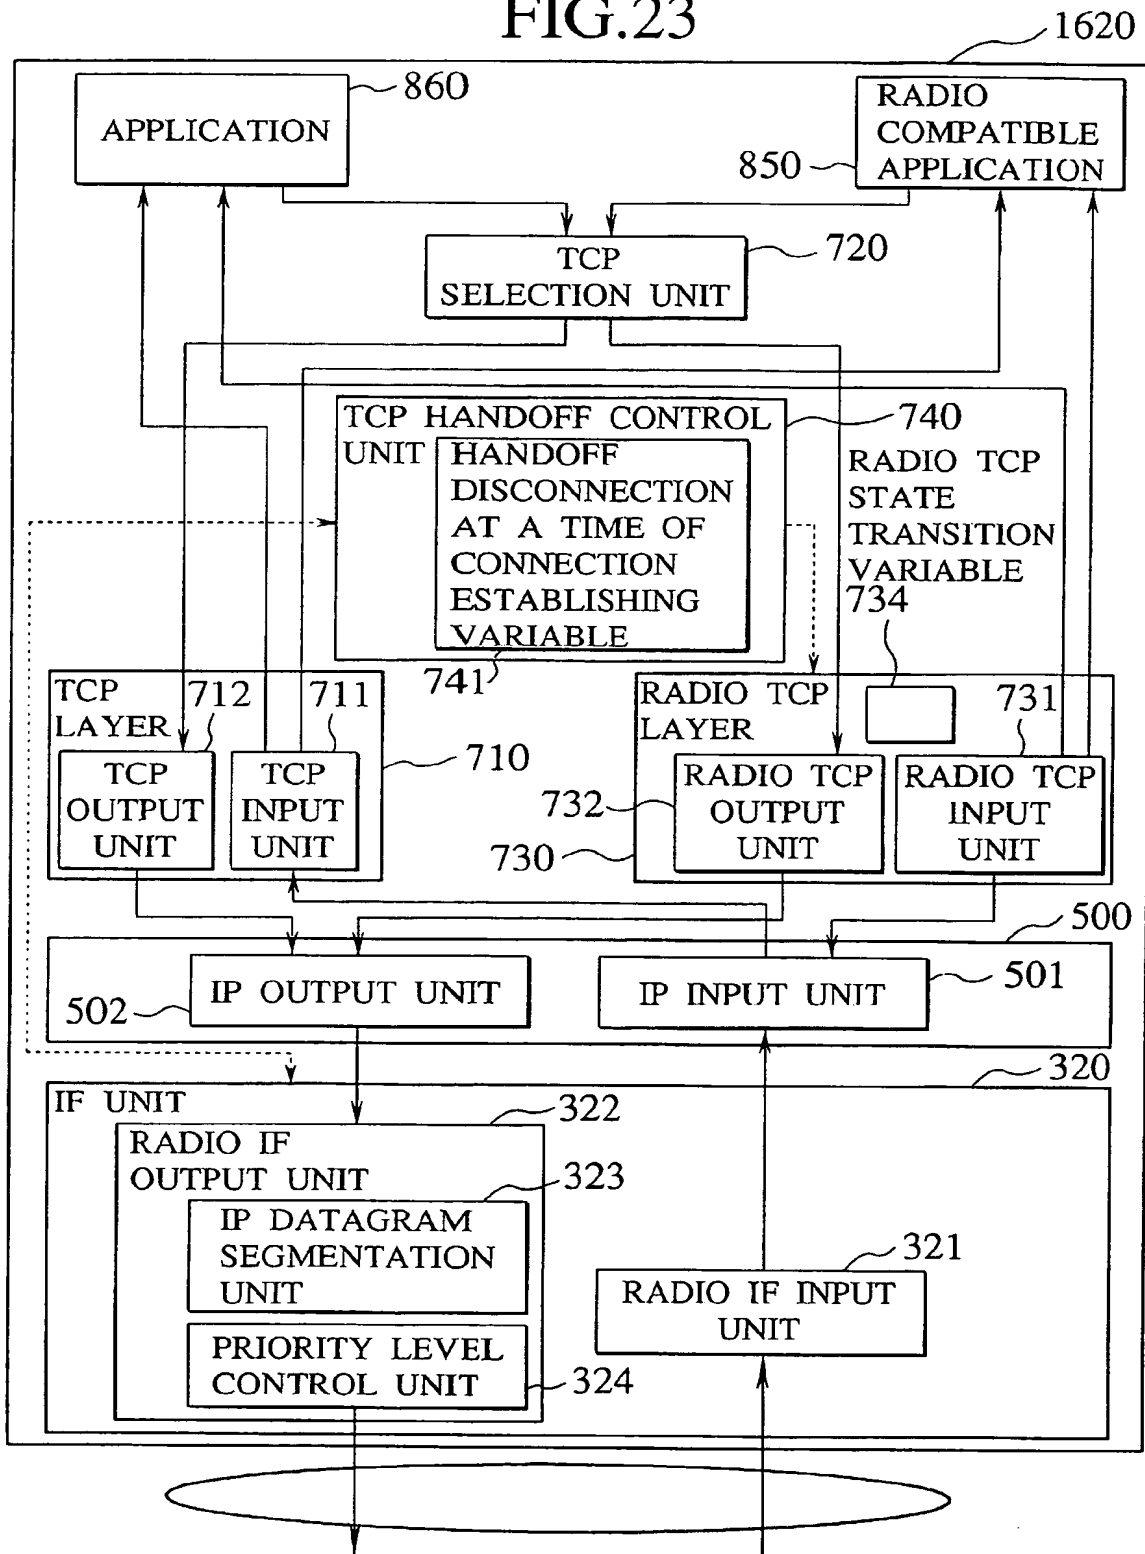 FIG.23
1620
APPLICATION
860
RADIO
COMPATIBLE
APPLICATION
850
TCP
SELECTION UNIT
720
TCP HANDOFF CONTROL
UNIT
740
HANDOFF
DISCONNECTION
AT A TIME OF
CONNECTION
ESTABLISHING
VARIABLE
741
RADIO TCP
STATE
TRANSITION
VARIABLE
734
TCP
LAYER
712
711
710
TCP
OUTPUT
UNIT
TCP
INPUT
UNIT
RADIO TCP
LAYER
731
732
730
RADIO TCP
OUTPUT
UNIT
RADIO TCP
INPUT
UNIT
500
IP OUTPUT UNIT
502
IP INPUT UNIT
501
320
IF UNIT
322
RADIO IF
OUTPUT UNIT
323
IP DATAGRAM
SEGMENTATION
UNIT
321
RADIO IF INPUT
UNIT
PRIORITY LEVEL
CONTROL UNIT
324